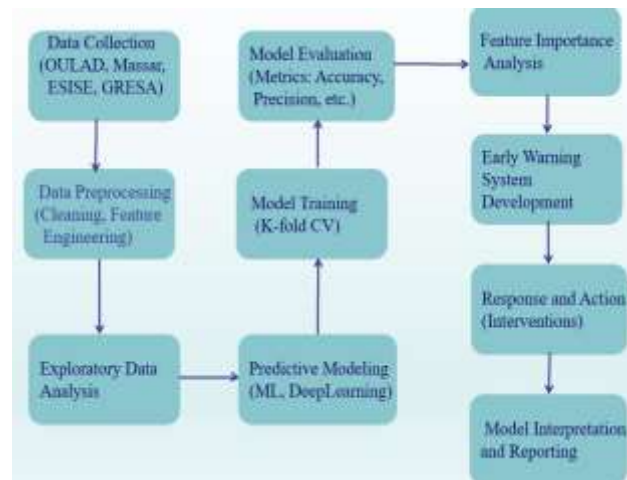 Data Collection
(OULAD, Massar,
ESISE, GRESA)
Data Preprocessing
(Cleaning, Feature
Engineering)
Exploratory Data
Analysis
Predictive Modeling
(ML, DeepLearning)
Model Training
(K-fold CV)
Model Evaluation
(Metrics: Accuracy,
Precision, etc.)
Feature Importance
Analysis
Early Warning
System
Development
Response and Action
(Interventions)
Model Interpretation
and Reporting